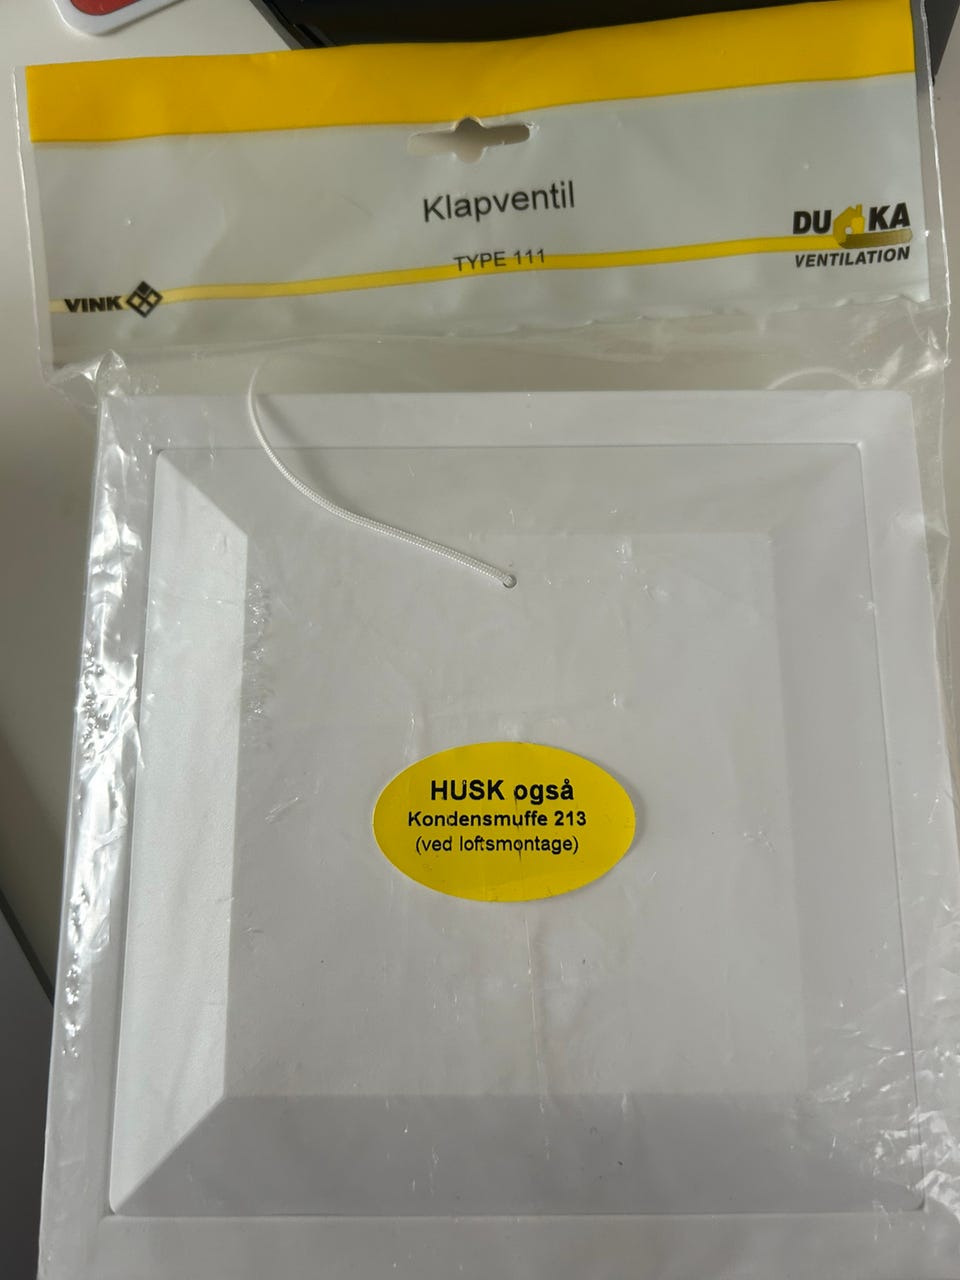 Klapventil
TYPE 111
DUKA
VENTILATION
VINK
HUSK også
Kondensmuffe 213
(ved loftsmontage)